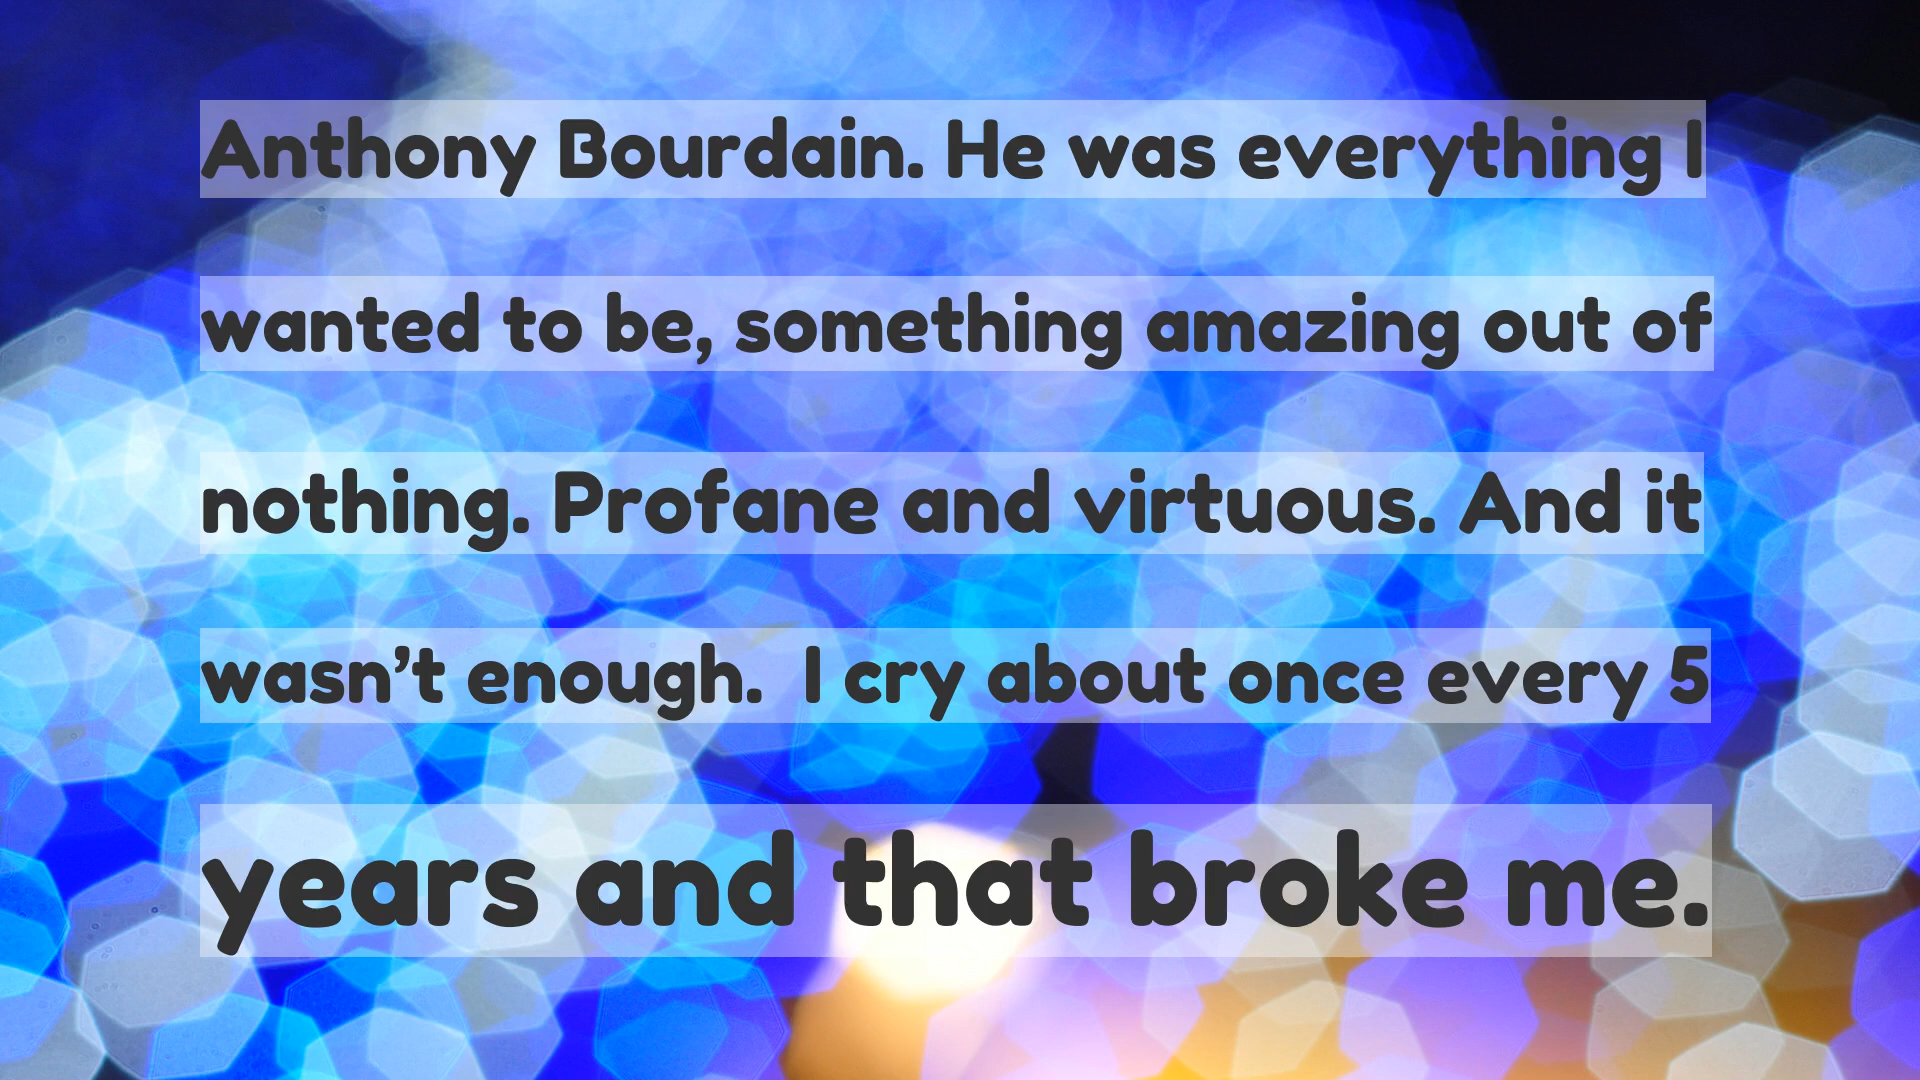 Anthony Bourdain. He was everything I
wanted to be, something amazing out of
nothing. Profane and virtuous. And it
wasn’t enough.  I cry about once every 5
years and that broke me.